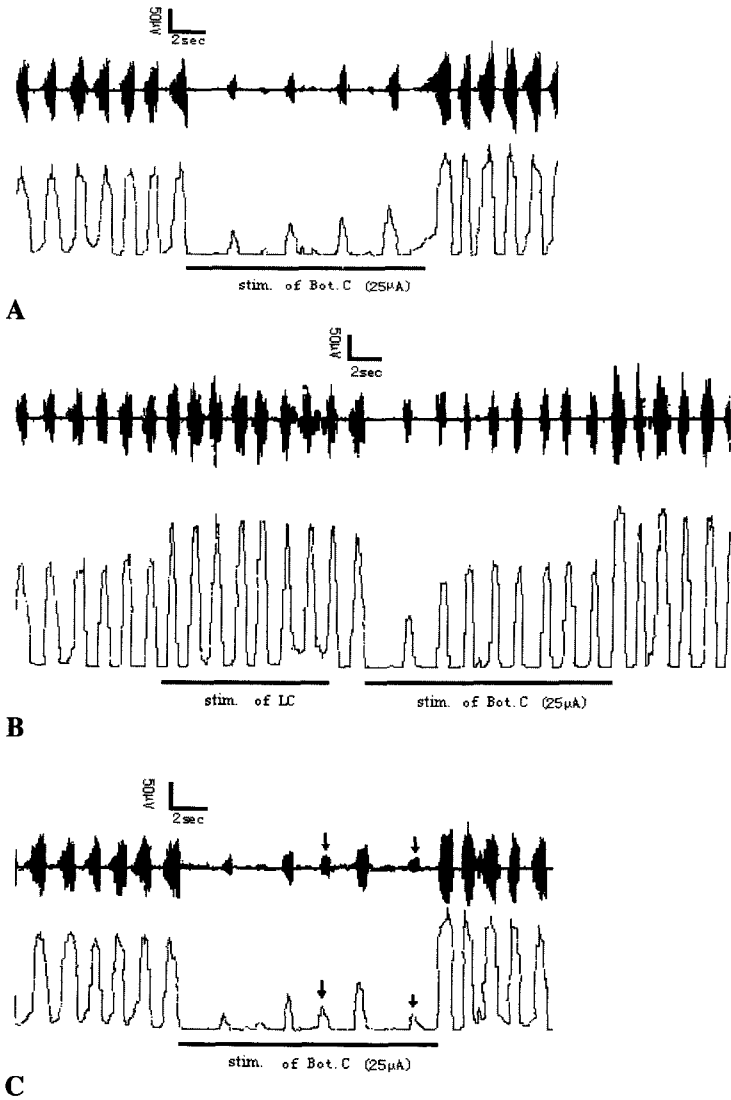 50μV
2sec
stim. of Bot.C (25μA)
A
50μV
2sec
stim. of LC
stim. of Bot.C (25μA)
B
50μV
2sec
stim. of Bot.C (25μA)
C